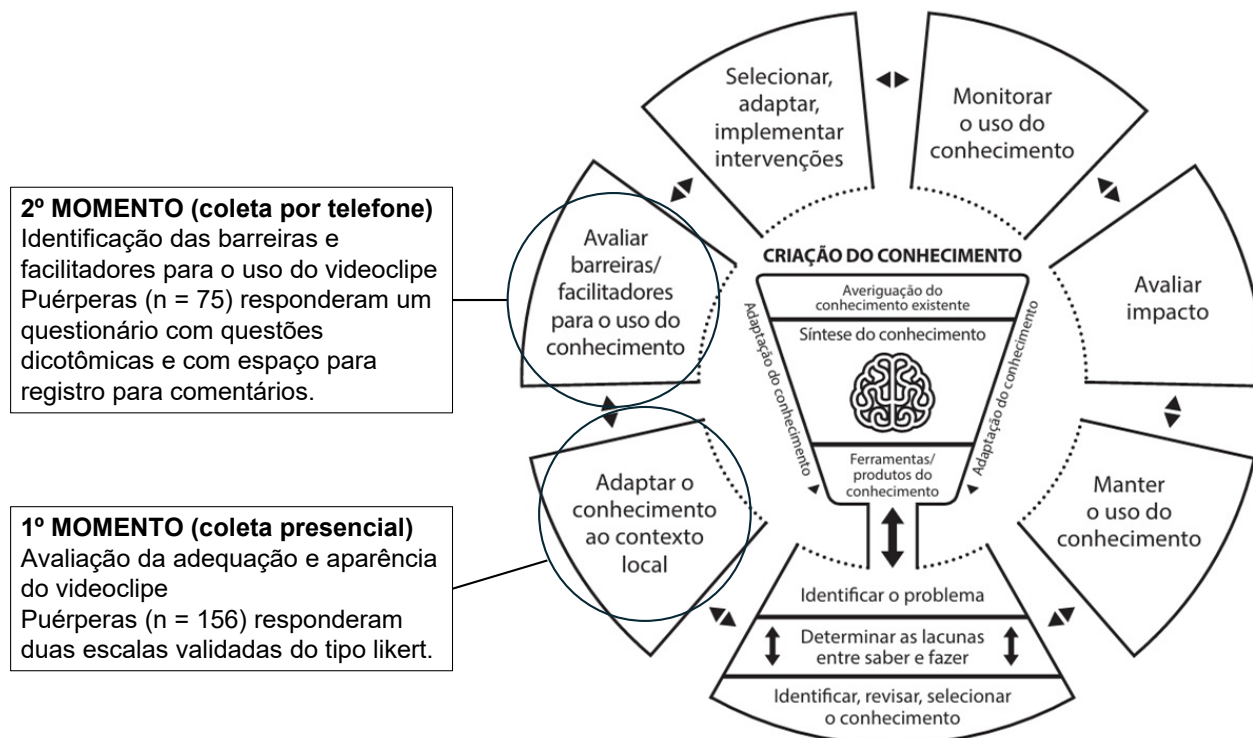 2º MOMENTO (coleta por telefone)
Identificação das barreiras e
facilitadores para o uso do videoclipe
Puérperas (n = 75) responderam um
questionário com questões
dicotômicas e com espaço para
registro para comentários.
1º MOMENTO (coleta presencial)
Avaliação da adequação e aparência
do videoclipe
Puérperas (n = 156) responderam
duas escalas validadas do tipo likert.
Selecionar,
adaptar,
implementar
intervenções
Monitorar
o uso do
conhecimento
Avaliar
barreiras/
facilitadores
para o uso do
conhecimento
Avaliar
impacto
Adaptar o
conhecimento
ao contexto
local
Manter
o uso do
conhecimento
CRIAÇÃO DO CONHECIMENTO
Averiguação do
conhecimento existente
Síntese do conhecimento
Ferramentas/
produtos do
conhecimento
Adaptação do conhecimento
Adaptação do conhecimento
Identificar o problema
Determinar as lacunas
entre saber e fazer
Identificar, revisar, selecionar
o conhecimento